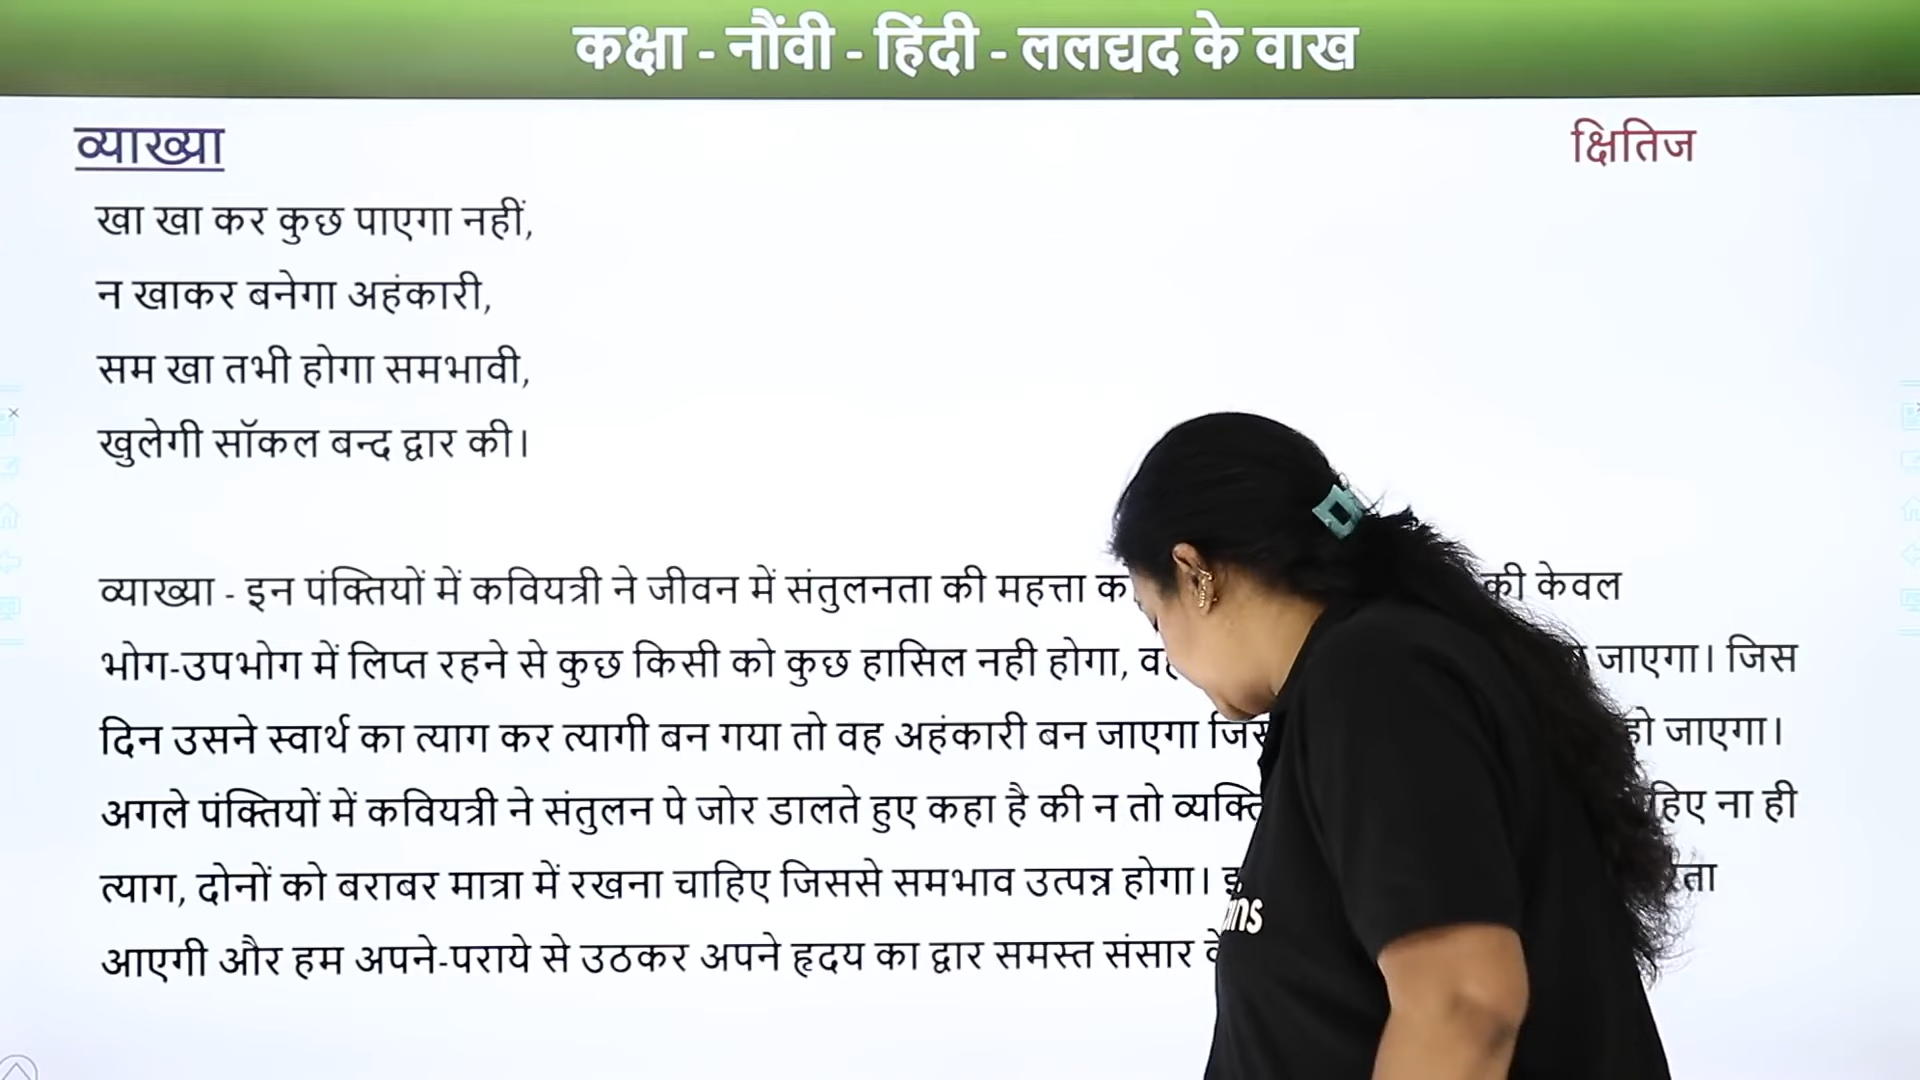 कक्षा - नौंवी - हिंदी - ललद्यद के वाख
व्याख्या
क्षितिज
खा खा कर कुछ पाएगा नहीं,
न खाकर बनेगा अहंकारी,
सम खा तभी होगा समभावी,
खुलेगी सॉकल बन्द द्वार की।
व्याख्या - इन पंक्तियों में कवियत्री ने जीवन में संतुलनता की महत्ता की केवल
भोग-उपभोग में लिप्त रहने से कुछ किसी को कुछ हासिल नही होगा, जाएगा। जिस
दिन उसने स्वार्थ का त्याग कर त्यागी बन गया तो वह अहंकारी बन जाएगा हो जाएगा।
अगले पंक्तियों में कवियत्री ने संतुलन पे जोर डालते हुए कहा है की न तो ना ही
त्याग, दोनों को बराबर मात्रा में रखना चाहिए जिससे समभाव उत्पन्न होगा।
आएगी और हम अपने-पराये से उठकर अपने हृदय का द्वार समस्त संसार